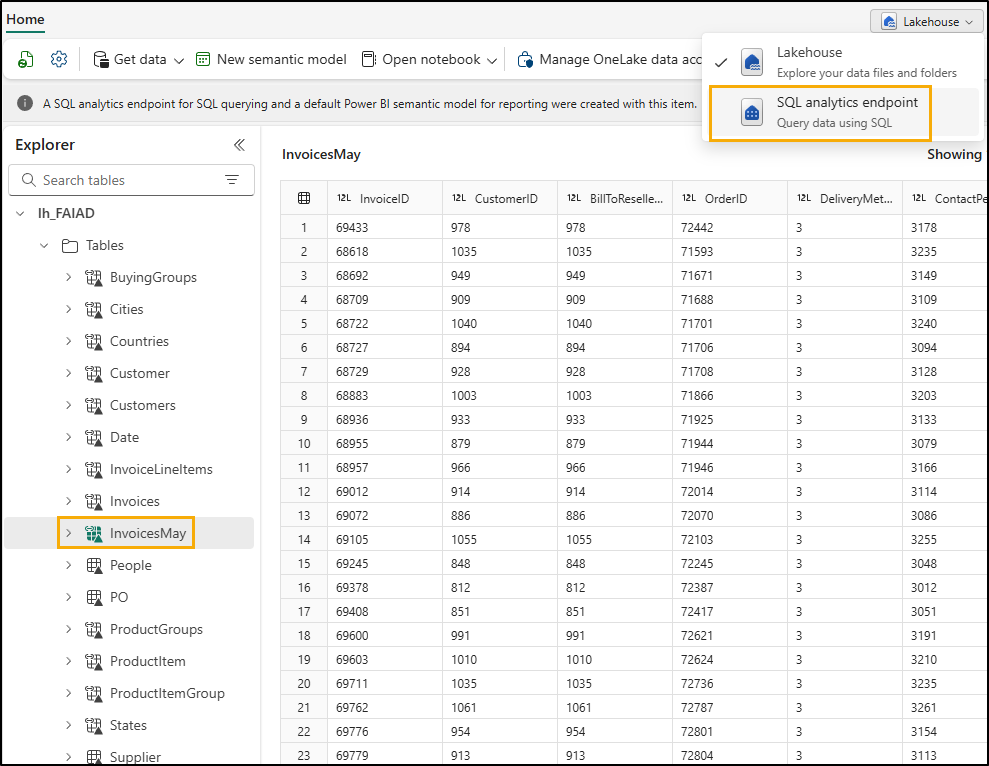 Home
Lakehouse
Get data
New semantic model
Open notebook
Manage OneLake data acc
Lakehouse
Explore your data files and folders
SQL analytics endpoint
Query data using SQL
A SQL analytics endpoint for SQL querying and a default Power BI semantic model for reporting were created with this item.
Explorer
Search tables
lh_FAIAD
Tables
BuyingGroups
Cities
Countries
Customer
Customers
Date
InvoiceLineItems
Invoices
InvoicesMay
People
PO
ProductGroups
ProductItem
ProductItemGroup
States
Supplier
InvoicesMay
Showing
12L InvoiceID 12L CustomerID 12L BillToReselle... 12L OrderID 12L DeliveryMet... 12L ContactPe
1 69433 978 978 72442 3 3178
2 68618 1035 1035 71593 3 3235
3 68692 949 949 71671 3 3149
4 68709 909 909 71688 3 3109
5 68722 1040 1040 71701 3 3240
6 68727 894 894 71706 3 3094
7 68729 928 928 71708 3 3128
8 68883 1003 1003 71866 3 3203
9 68936 933 933 71925 3 3133
10 68955 879 879 71944 3 3079
11 68957 966 966 71946 3 3166
12 69012 914 914 72014 3 3114
13 69072 886 886 72070 3 3086
14 69105 1055 1055 72103 3 3255
15 69245 848 848 72245 3 3048
16 69378 812 812 72387 3 3012
17 69408 851 851 72417 3 3051
18 69600 991 991 72621 3 3191
19 69603 1010 1010 72624 3 3210
20 69711 1035 1035 72736 3 3235
21 69762 1061 1061 72787 3 3261
22 69776 954 954 72801 3 3154
23 69779 913 913 72804 3 3113